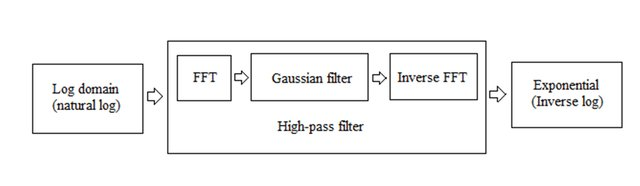 Log domain
(natural log)
FFT
Gaussian filter
Inverse FFT
High-pass filter
Exponential
(Inverse log)